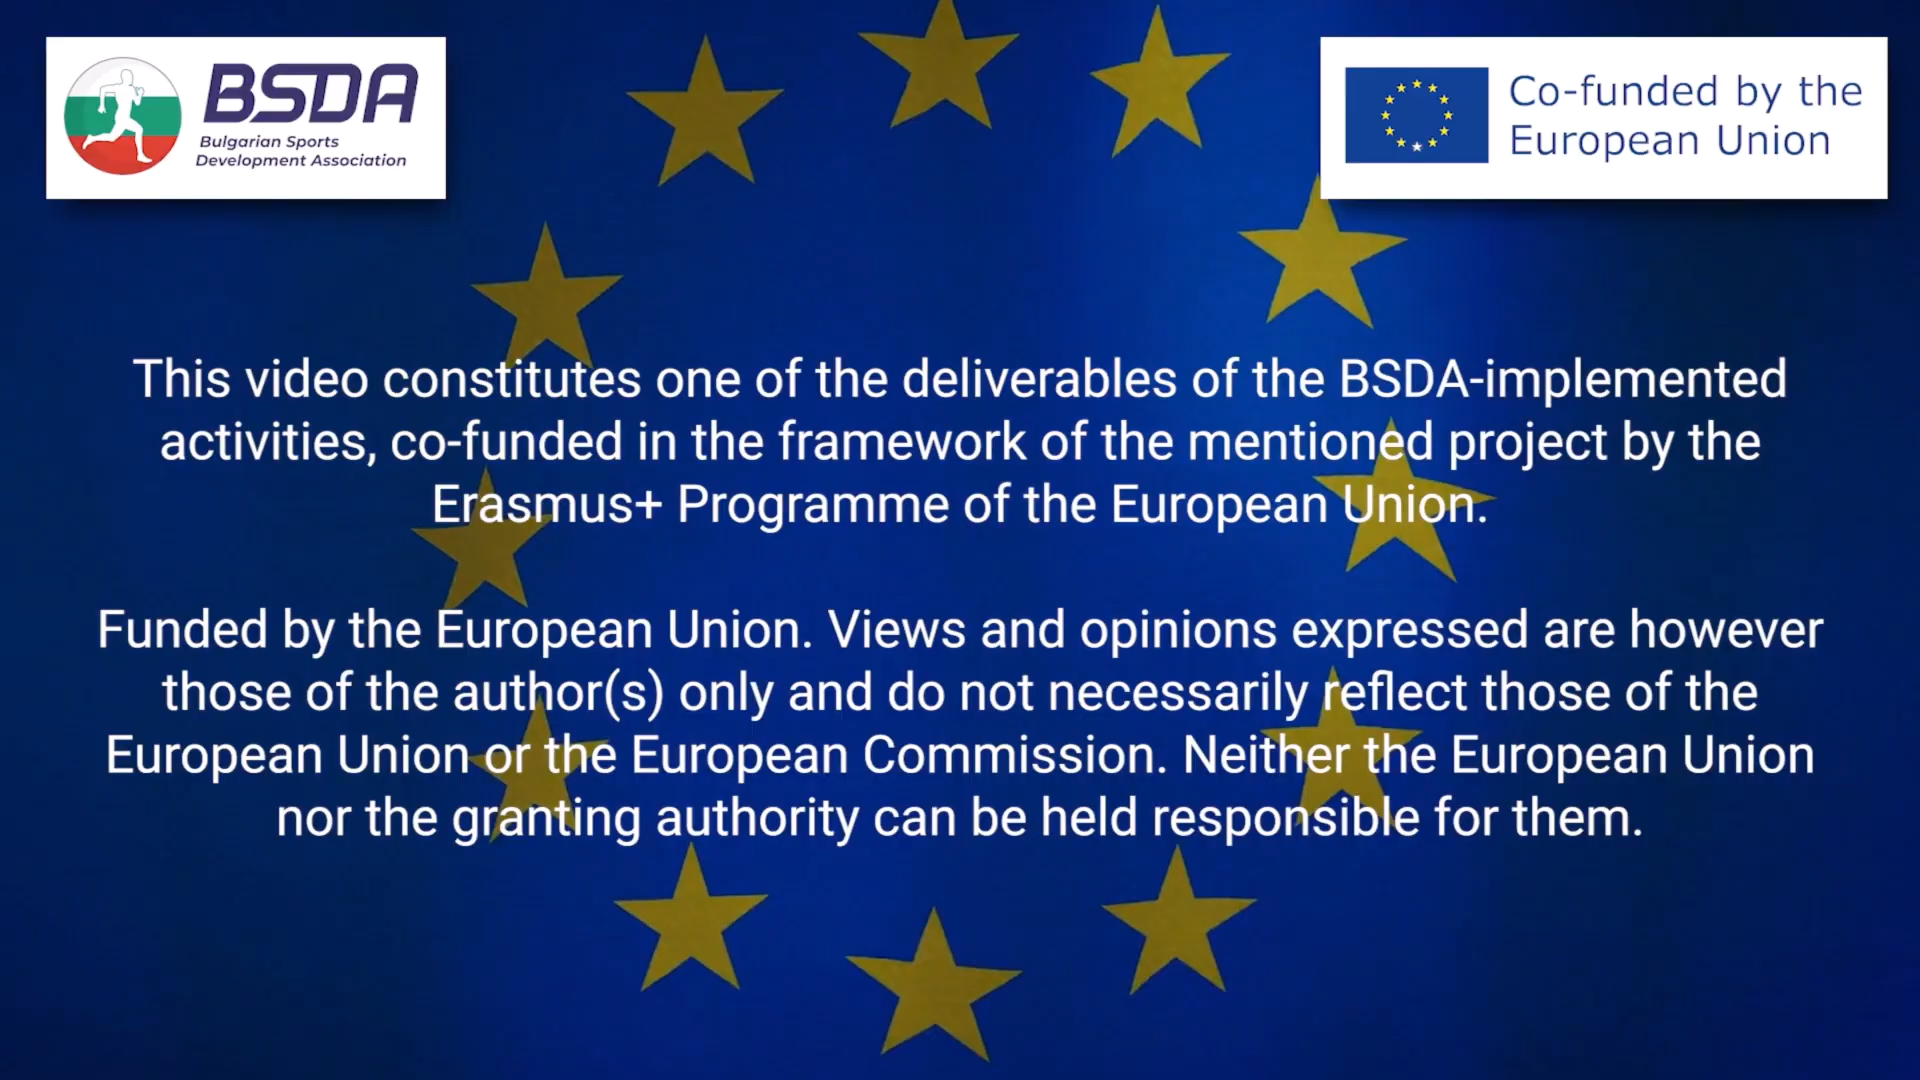 BSDA
Bulgarian Sports
Development Association
Co-funded by the
European Union
This video constitutes one of the deliverables of the BSDA-implemented
activities, co-funded in the framework of the mentioned project by the
Erasmus+ Programme of the European Union.
Funded by the European Union. Views and opinions expressed are however
those of the author(s) only and do not necessarily reflect those of the
European Union or the European Commission. Neither the European Union
nor the granting authority can be held responsible for them.